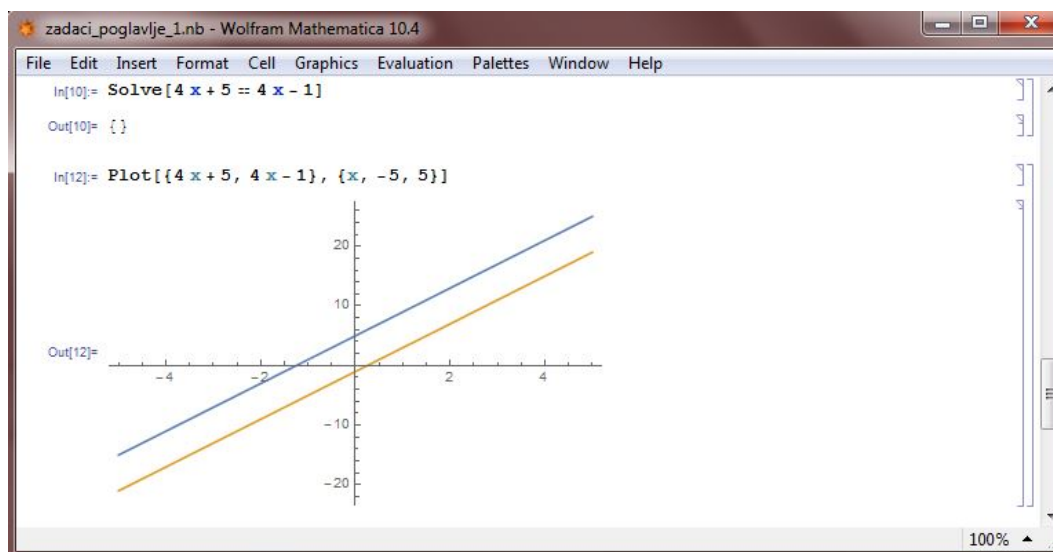 zadaci_poglavlje_1.nb - Wolfram Mathematica 10.4
File Edit Insert Format Cell Graphics Evaluation Palettes Window Help
In[10]:= Solve[4 x + 5 == 4 x - 1]
Out[10]= {}
In[12]:= Plot[{4 x + 5, 4 x - 1}, {x, -5, 5}]
20
10
Out[12]=
-4 -2 2 4
-10
-20
100%